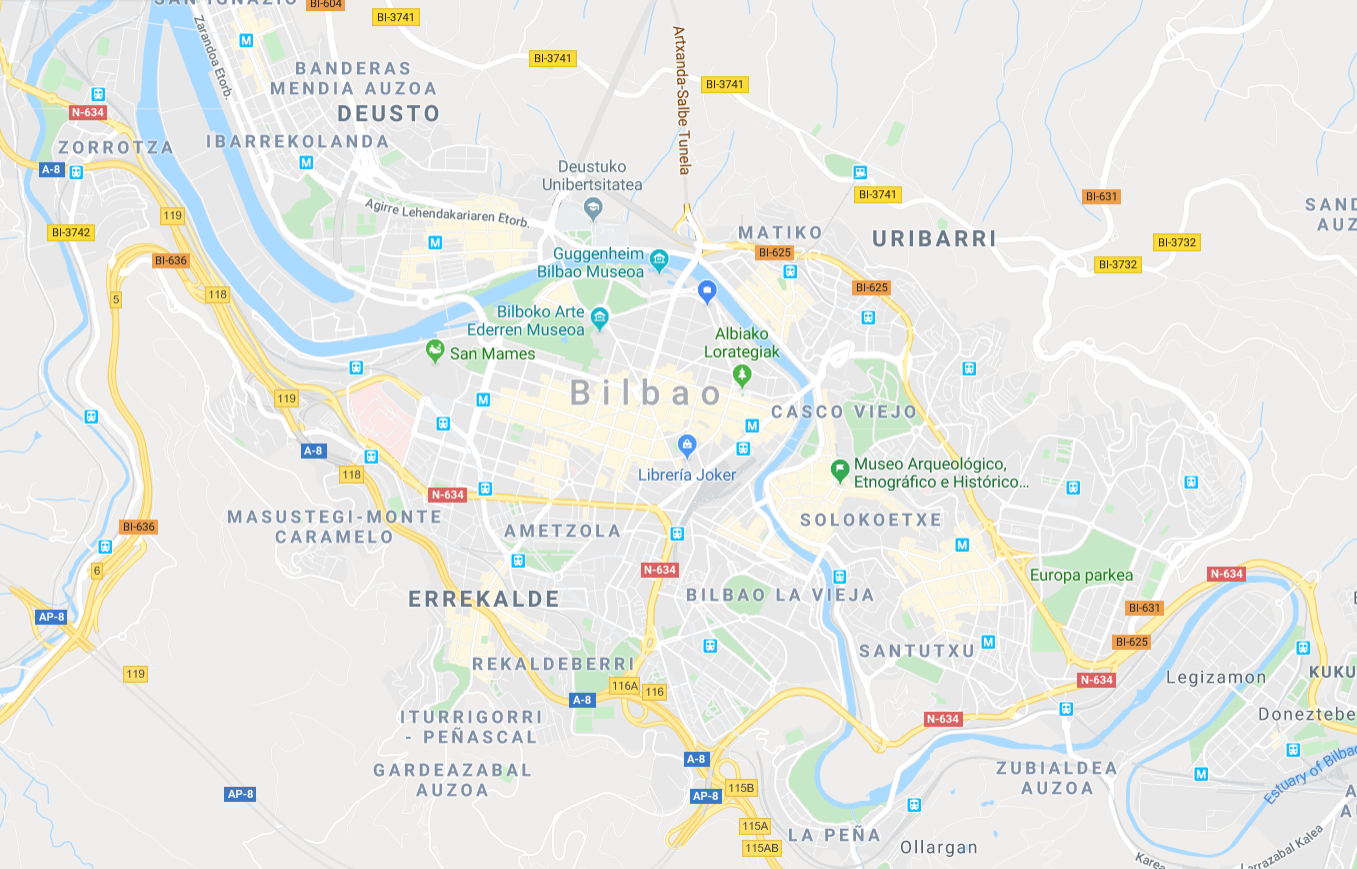 SAN IGNAZIO
BI-604
BI-3741
Zarandoa Etorb.
M
BI-3741
BANDERAS
MENDIA AUZOA
BI-3741
Artxanda-Salbe Tunela
DEUSTO
N-634
ZORROTZA
IBARREKOLANDA
M
A-8
Deustuko
Unibertsitatea
BI-3741
BI-631
119
Agirre Lehendakariaren Etorb.
BI-3742
M
MATIKO
URIBARRI
BI-3732
BI-636
Guggenheim
Bilbao Museoa
BI-625
BI-3732
5
118
BI-625
Bilboko Arte
Ederren Museoa
Albiako
Lorategiak
San Mames
Bilbao
119
M
CASCO VIEJO
M
A-8
118
Librería Joker
Museo Arqueológico,
Etnográfico e Histórico...
N-634
MASUSTEGI-MONTE
CARAMELO
BI-636
AMETZOLA
SOLOKOETXE
M
6
N-634
Europa parkea
N-634
ERREKALDE
BILBAO LA VIEJA
BI-631
AP-8
BI-625
M
SANTUTXU
REKALDEBERRI
119
116A
116
A-8
N-634
Legizamon
KUKU
ITURRIGORRI
- PEÑASCAL
N-634
Doneztebe
A-8
GARDEAZABAL
AUZOA
ZUBIALDEA
AUZOA
M
Estuary of Bilbao
AP-8
AP-8
115B
115A
LA PEÑA
115AB
Ollargan
Karea
Larrazabal Kalea